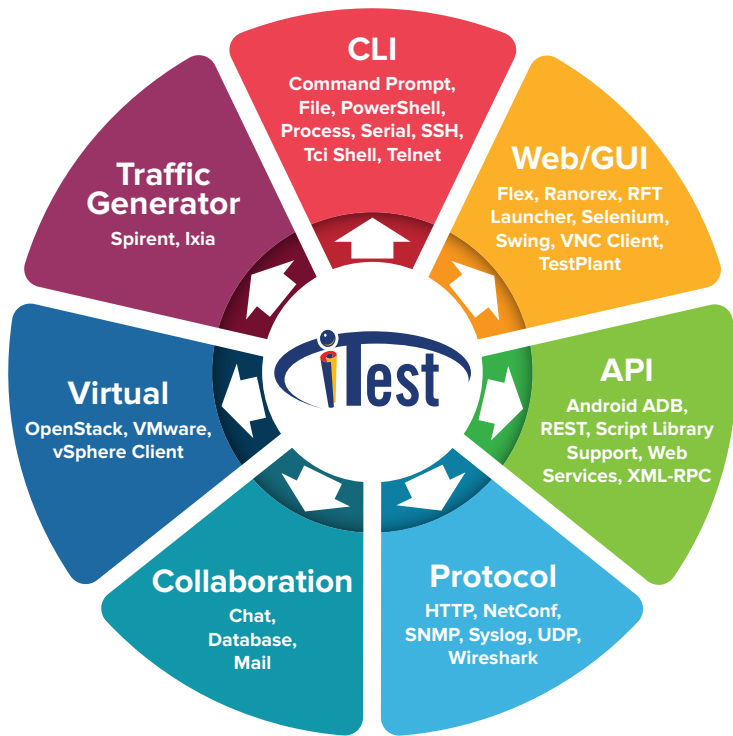 CLI
Command Prompt,
File, PowerShell,
Process, Serial, SSH,
Tci Shell, Telnet
Web/GUI
Flex, Ranorex, RFT
Launcher, Selenium,
Swing, VNC Client,
TestPlant
API
Android ADB,
REST, Script Library
Support, Web
Services, XML-RPC
Protocol
HTTP, NetConf,
SNMP, Syslog, UDP,
Wireshark
Collaboration
Chat,
Database,
Mail
Virtual
OpenStack, VMware,
vSphere Client
Traffic
Generator
Spirent, Ixia
iTest